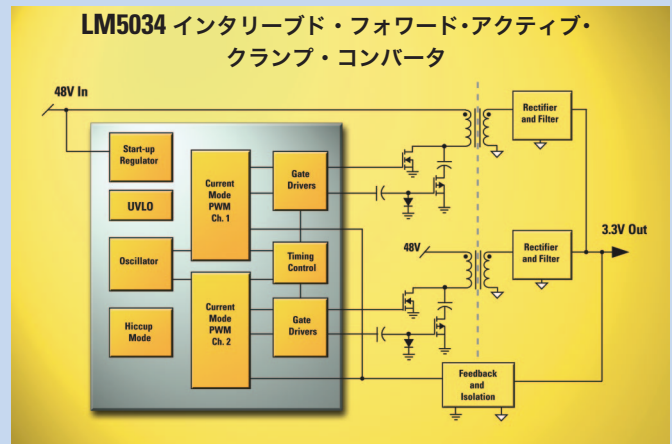 LM5034 インタリーブド・フォワード・アクティブ・
クランプ・コンバータ
48V In
Start-up
Regulator
UVLO
Oscillator
Hiccup
Mode
Current
Mode
PWM
Ch. 1
Current
Mode
PWM
Ch. 2
Gate
Drivers
Timing
Control
Gate
Drivers
Rectifier
and Filter
48V
Rectifier
and Filter
3.3V Out
Feedback
and
Isolation